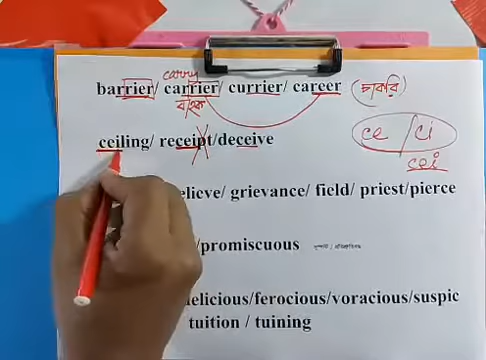 carry
barrier/ carrier/ currier/ career (চাকরি)
বাহক
ce / ci
ceiling/ receipt/deceive
cei
elieve/ grievance/ field/ priest/pierce
/promiscuous
elicious/ferocious/voracious/suspic
tuition / tuining